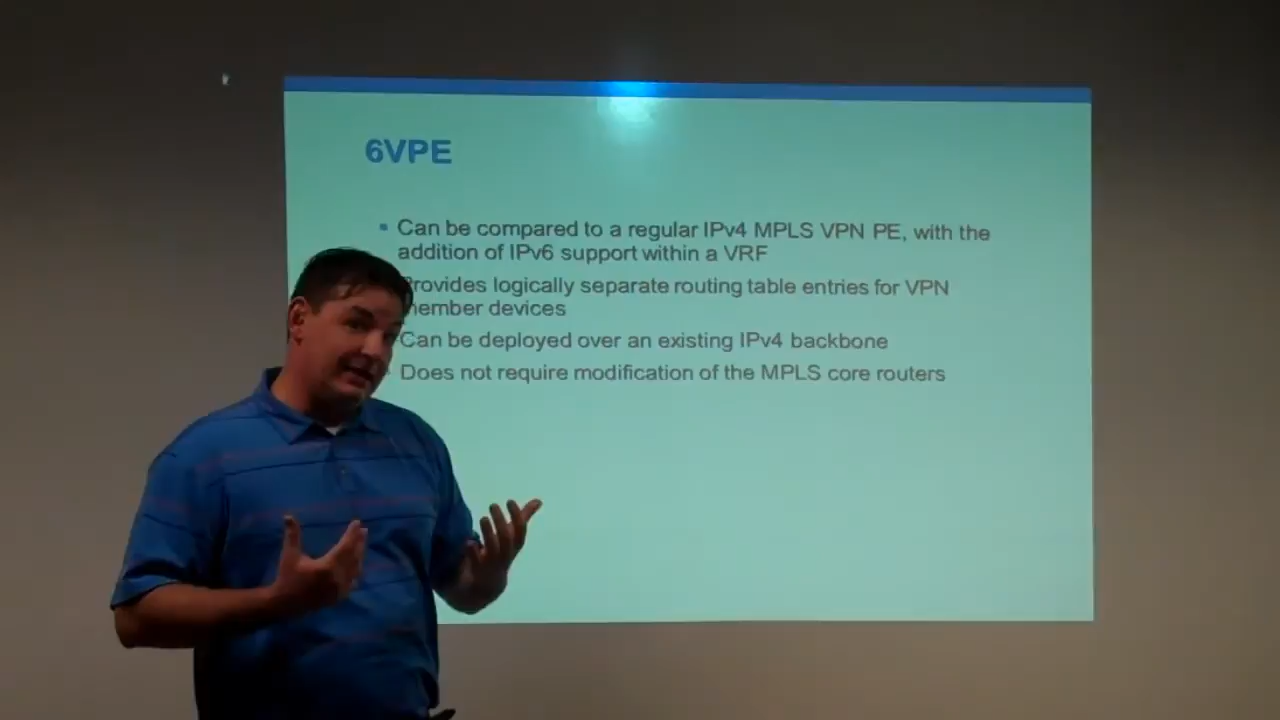 6VPE
Can be compared to a regular IPv4 MPLS VPN PE, with the
addition of IPv6 support within a VRF
rovides logically separate routing table entries for VPN
member devices
Can be deployed over an existing IPv4 backbone
Does not require modification of the MPLS core routers